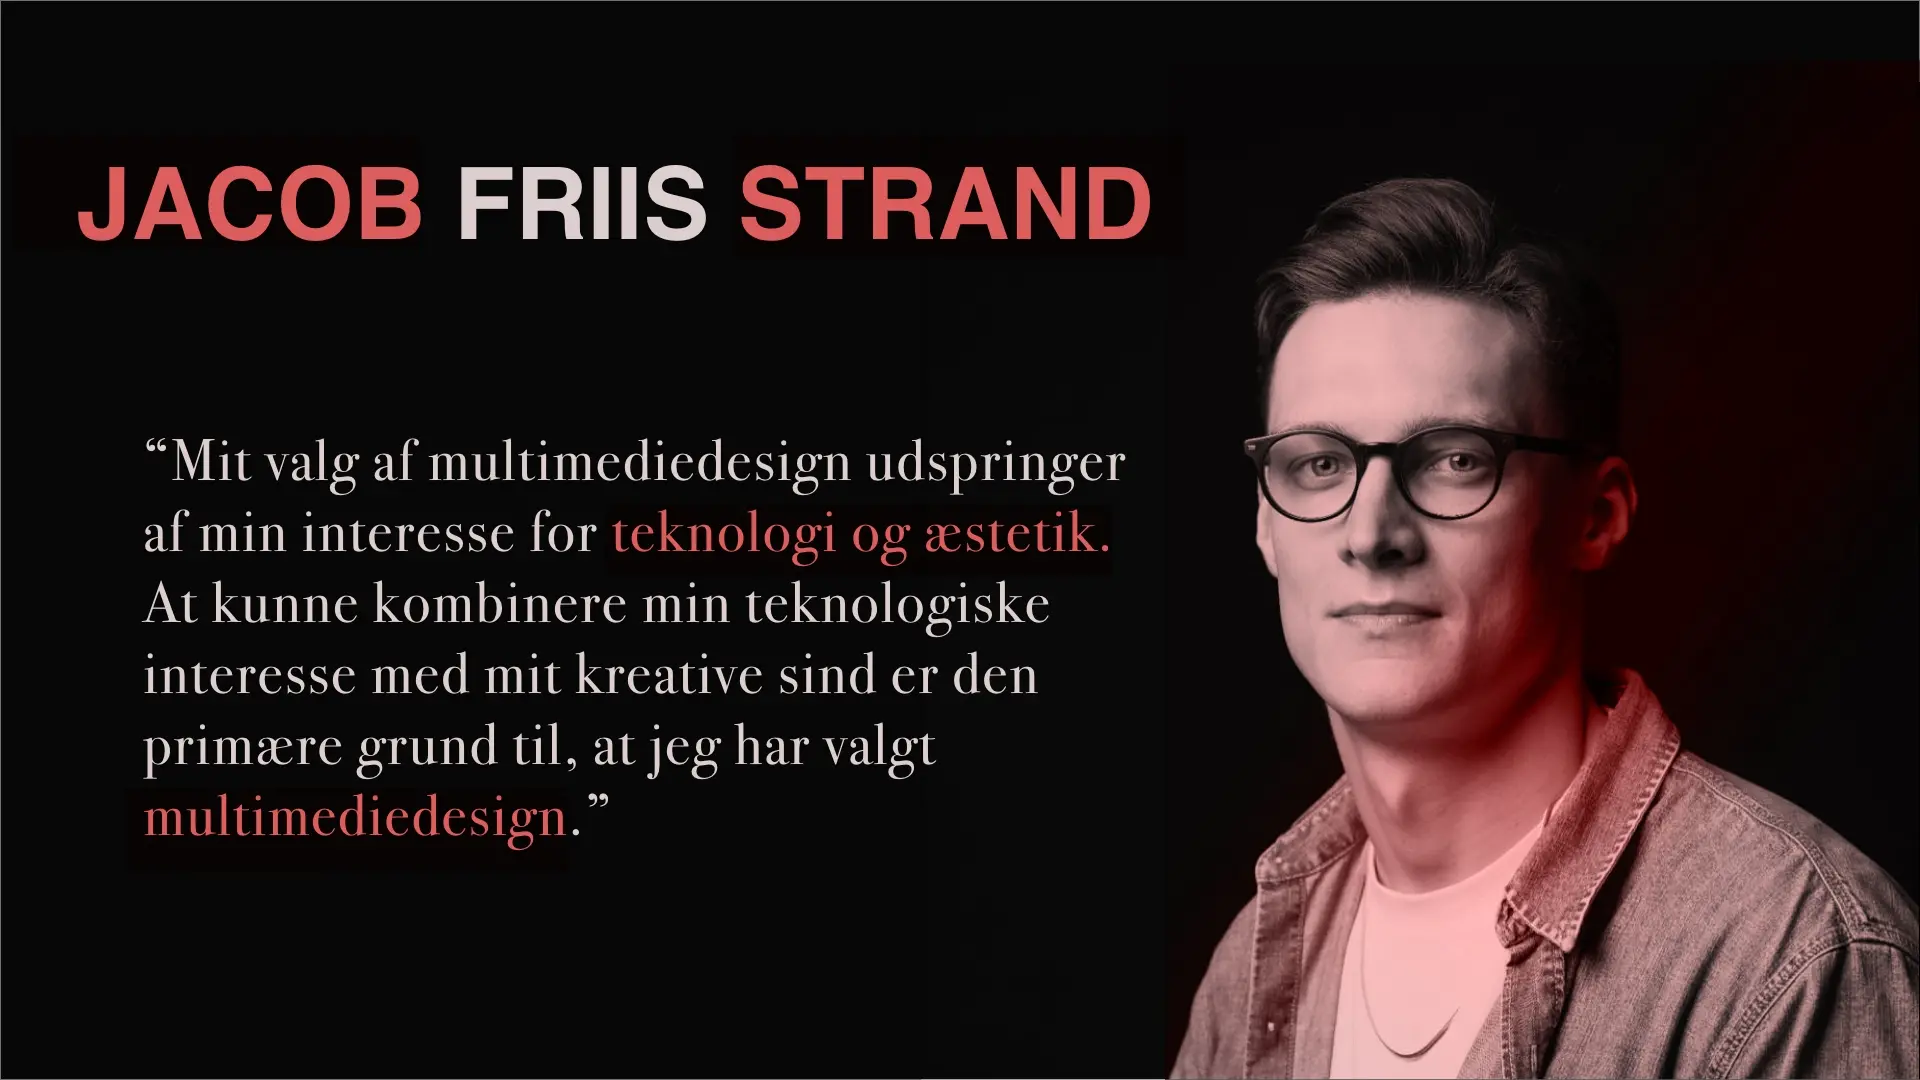 JACOB FRIIS STRAND
“Mit valg af multimediedesign udspringer
af min interesse for teknologi og æstetik.
At kunne kombinere min teknologiske
interesse med mit kreative sind er den
primære grund til, at jeg har valgt
multimediedesign.”